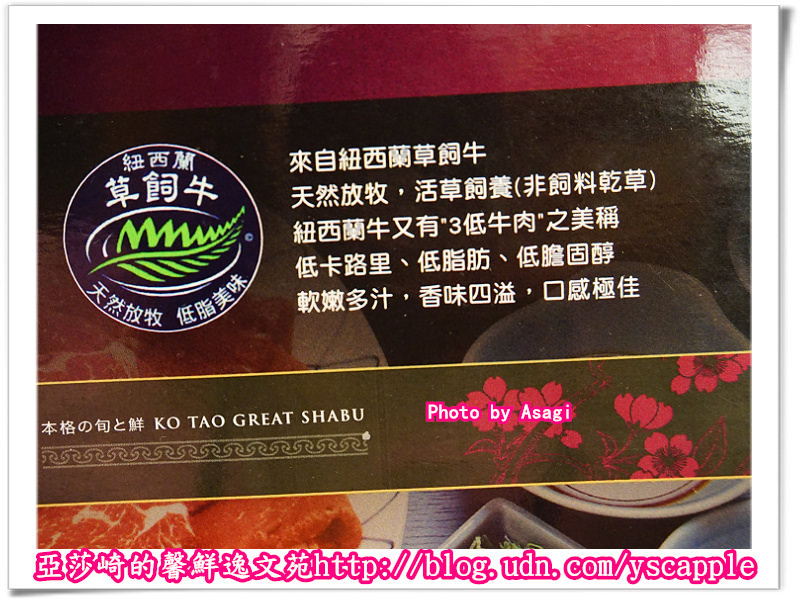 紐西蘭
草飼牛
©
天然放牧 低脂美味
來自紐西蘭草飼牛
天然放牧，活草飼養(非飼料乾草)
紐西蘭牛又有"3低牛肉"之美稱
低卡路里、低脂肪、低膽固醇
軟嫩多汁，香味四溢，口感極佳
本格の旬と鮮 KO TAO GREAT SHABU
Photo by Asagi
亞莎崎的馨鮮逸文苑http://blog.udn.com/yscapple